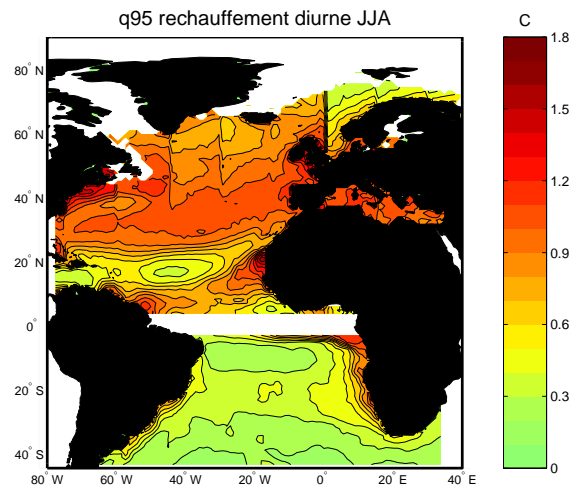 q95 rechauffement diurne JJA
C
80° N
60° N
40° N
20° N
0°
20° S
40° S
80° W
60° W
40° W
20° W
0°
20° E
40° E
1.8
1.5
1.2
0.9
0.6
0.3
0